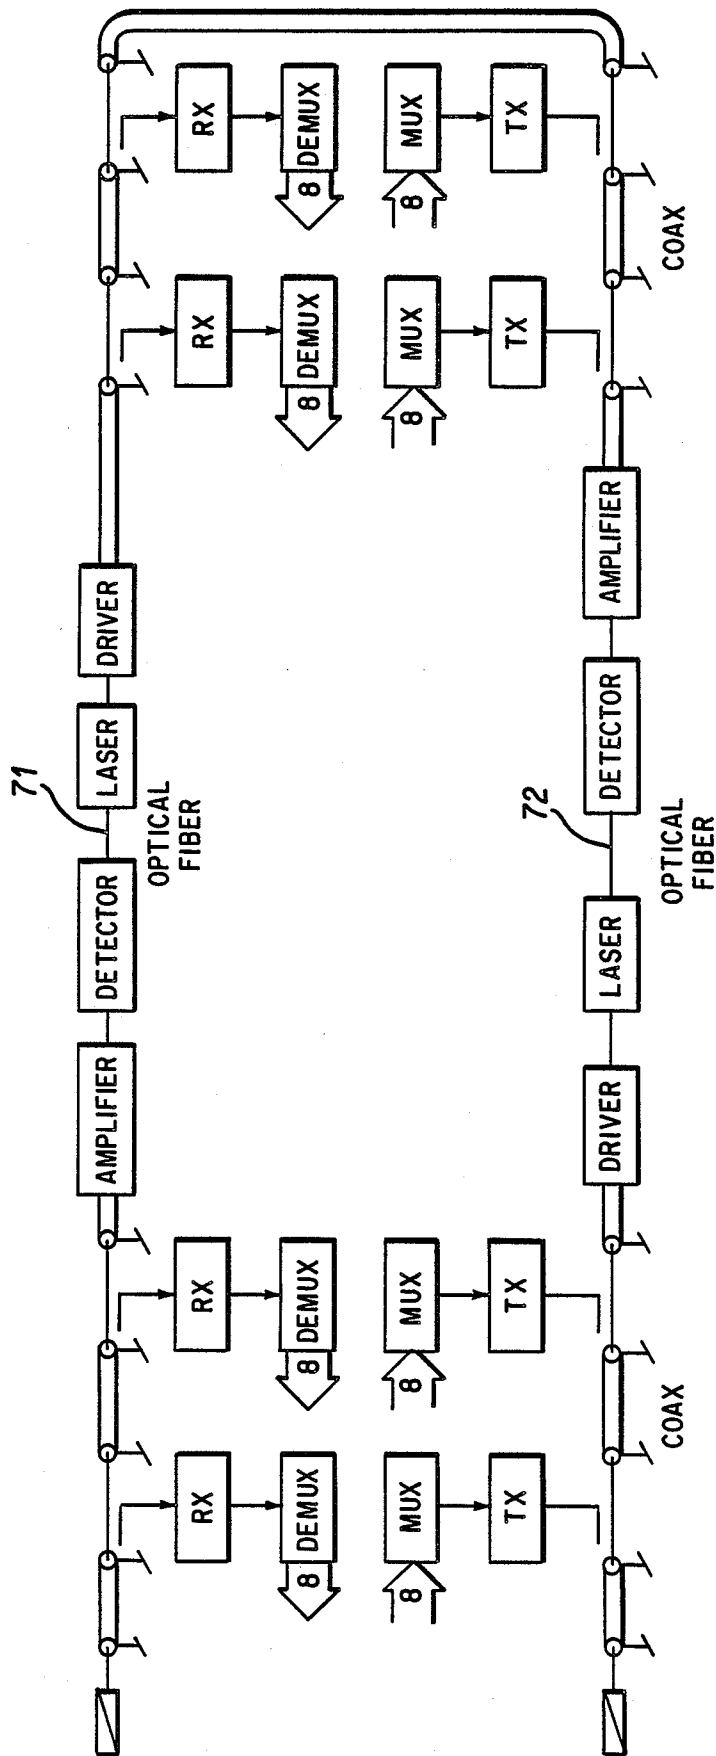 71
AMPLIFIER
DETECTOR
LASER
DRIVER
OPTICAL
FIBER
RX
RX
RX
RX
8
DEMUX
8
DEMUX
8
DEMUX
8
DEMUX
8
MUX
8
MUX
8
MUX
8
MUX
TX
TX
TX
TX
72
DRIVER
LASER
DETECTOR
AMPLIFIER
COAX
OPTICAL
FIBER
COAX